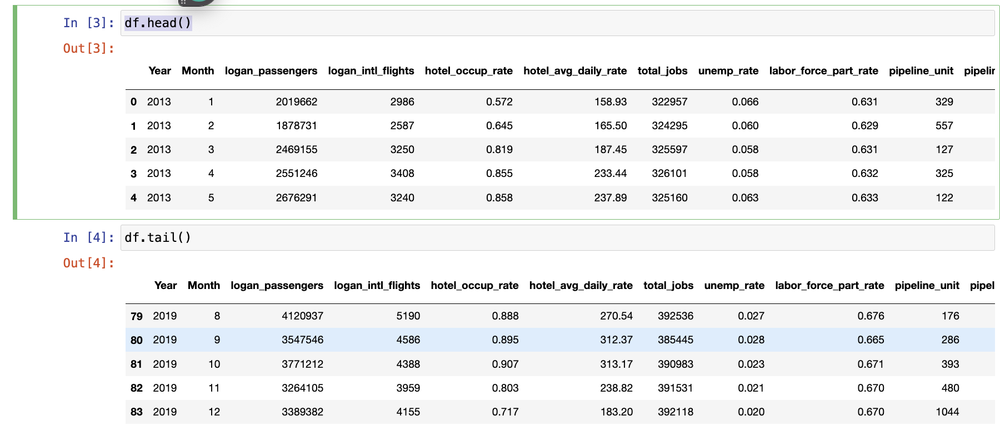 In [3]: df.head()
Out[3]:
Year Month logan_passengers logan_intl_flights hotel_occup_rate hotel_avg_daily_rate total_jobs unemp_rate labor_force_part_rate pipeline_unit pipelin
0 2013 1 2019662 2986 0.572 158.93 322957 0.066 0.631 329
1 2013 2 1878731 2587 0.645 165.50 324295 0.060 0.629 557
2 2013 3 2469155 3250 0.819 187.45 325597 0.058 0.631 127
3 2013 4 2551246 3408 0.855 233.44 326101 0.058 0.632 325
4 2013 5 2676291 3240 0.858 237.89 325160 0.063 0.633 122
In [4]: df.tail()
Out[4]:
Year Month logan_passengers logan_intl_flights hotel_occup_rate hotel_avg_daily_rate total_jobs unemp_rate labor_force_part_rate pipeline_unit pipel
79 2019 8 4120937 5190 0.888 270.54 392536 0.027 0.676 176
80 2019 9 3547546 4586 0.895 312.37 385445 0.028 0.665 286
81 2019 10 3771212 4388 0.907 313.17 390983 0.023 0.671 393
82 2019 11 3264105 3959 0.803 238.82 391531 0.021 0.670 480
83 2019 12 3389382 4155 0.717 183.20 392118 0.020 0.670 1044